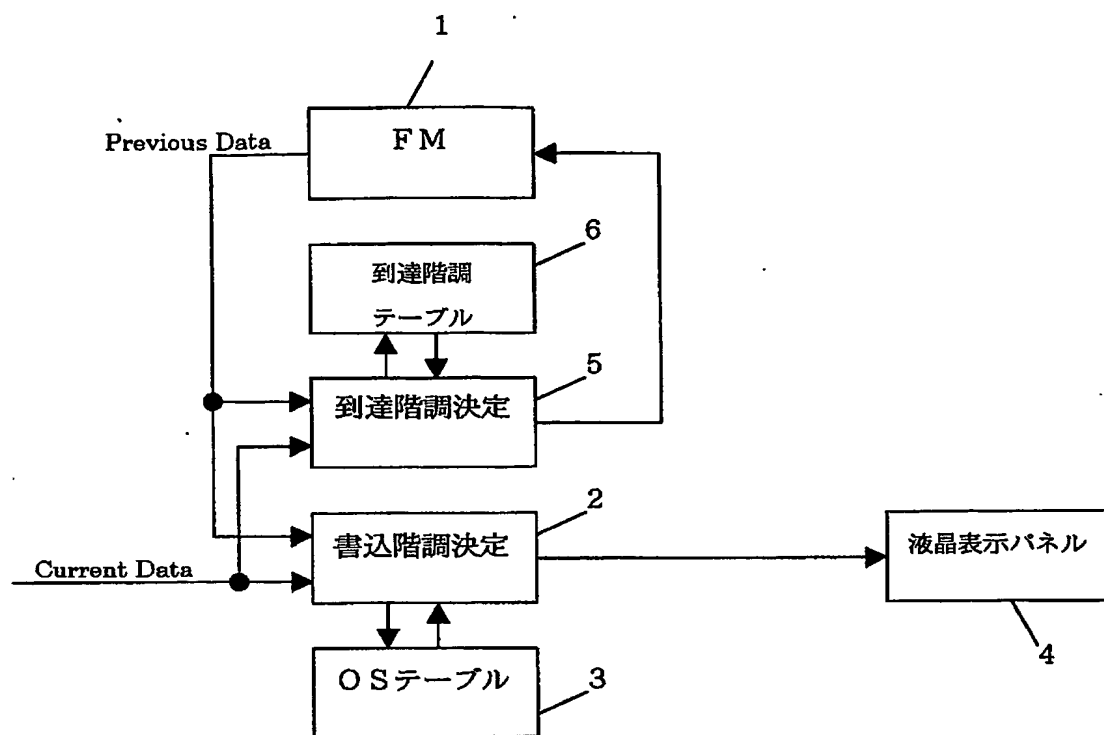 1
FM
Previous Data
6
到達階調
テーブル
5
到達階調決定
2
書込階調決定
液晶表示パネル
Current Data
4
OSテーブル
3